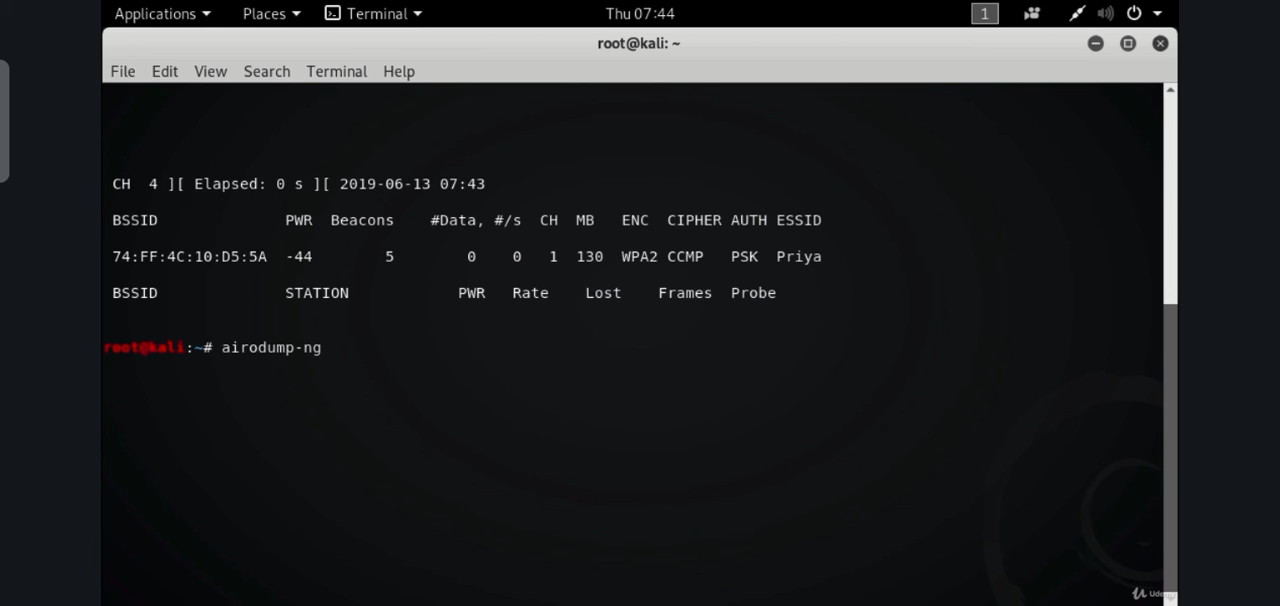 Applications Places Terminal Thu 07:44 1
root@kali: ~
File Edit View Search Terminal Help
CH 4 ][ Elapsed: 0 s ][ 2019-06-13 07:43
BSSID PWR Beacons #Data, #/s CH MB ENC CIPHER AUTH ESSID
74:FF:4C:10:D5:5A -44 5 0 0 1 130 WPA2 CCMP PSK Priya
BSSID STATION PWR Rate Lost Frames Probe
root@kali:~# airodump-ng
Udemy